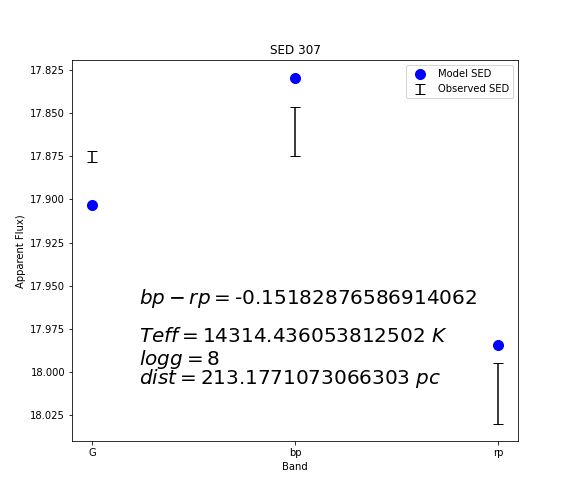 SED 307
Model SED
Observed SED
17.825
17.850
17.875
17.900
17.925
17.950
17.975
18.000
18.025
Apparent Flux)
bp − rp = -0.15182876586914062
Teff = 14314.436053812502 K
logg = 8
dist = 213.1771073066303 pc
G
bp
rp
Band